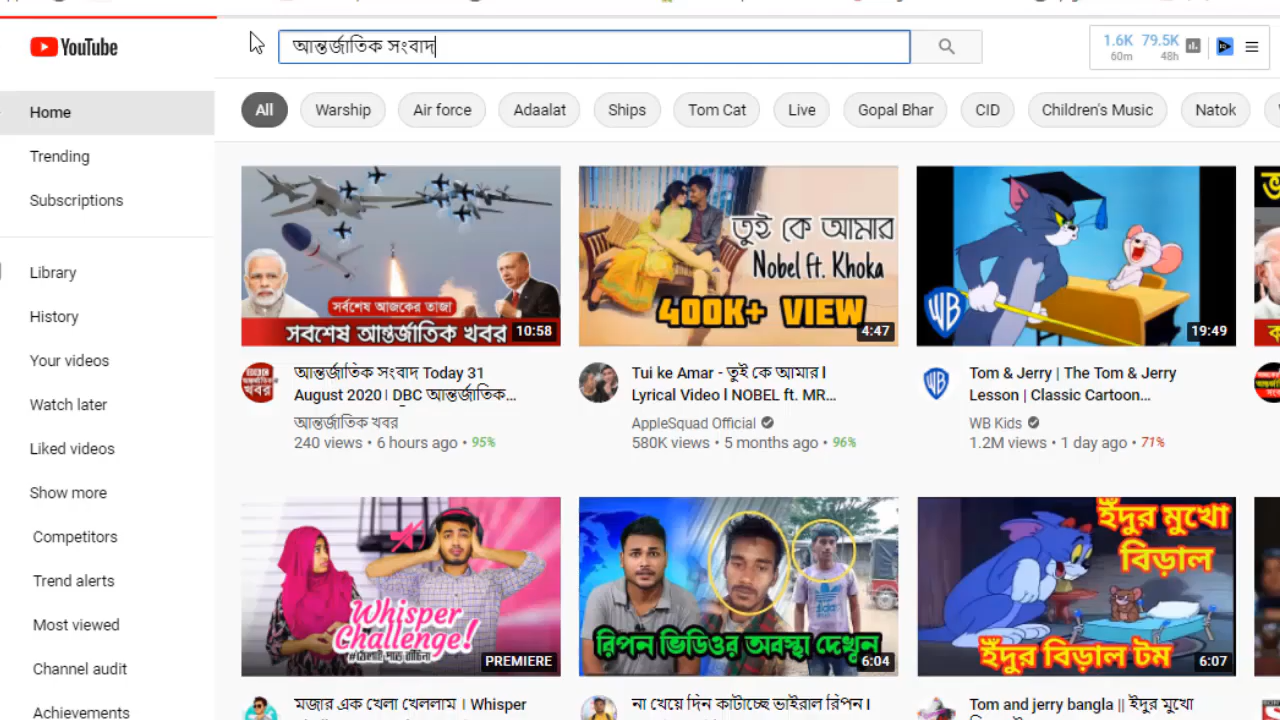 YouTube
আন্তর্জাতিক সংবাদ
1.6K 79.5K
60m 48h
All Warship Air force Adaalat Ships Tom Cat Live Gopal Bhar CID Children's Music Natok
Home
Trending
Subscriptions
Library
History
Your videos
Watch later
Liked videos
Show more
Competitors
Trend alerts
Most viewed
Channel audit
Achievements
সর্বশেষ আজকের তাজা
সবশেষ আন্তর্জাতিক খবর 10:58
আন্তর্জাতিক সংবাদ Today 31
August 2020। DBC আন্তর্জাতিক...
আন্তর্জাতিক খবর
240 views • 6 hours ago • 95%
তুই কে আমার
Nobel ft. Khoka
400K+ VIEW
4:47
Tui ke Amar - তুই কে আমার l
Lyrical Video l NOBEL ft. MR...
AppleSquad Official
580K views • 5 months ago • 96%
WB
19:49
Tom & Jerry | The Tom & Jerry
Lesson | Classic Cartoon...
WB Kids
1.2M views • 1 day ago • 71%
Whisper
Challenge!
PREMIERE
মজার এক খেলা খেললাম । Whisper
adidas
রিপন ভিডিওর অবস্থা দেখুন
6:04
না খেয়ে দিন কাটাচ্ছে ভাইরাল রিপন।
ইঁদুর মুখো
বিড়াল
ইঁদুর বিড়াল টম
6:07
Tom and jerry bangla || ইঁদুর মুখো